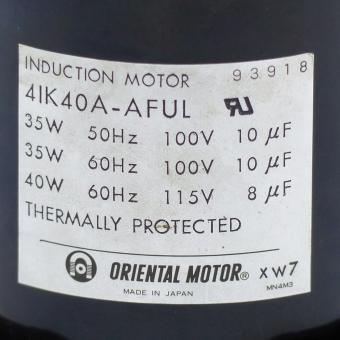 INDUCTION MOTOR 93918
4IK40A-AFUL RU
35W 50Hz 100V 10 μF
35W 60Hz 100V 10 μF
40W 60Hz 115V 8 μF
THERMALLY PROTECTED
ORIENTAL MOTOR® XW7
MADE IN JAPAN MN4M3